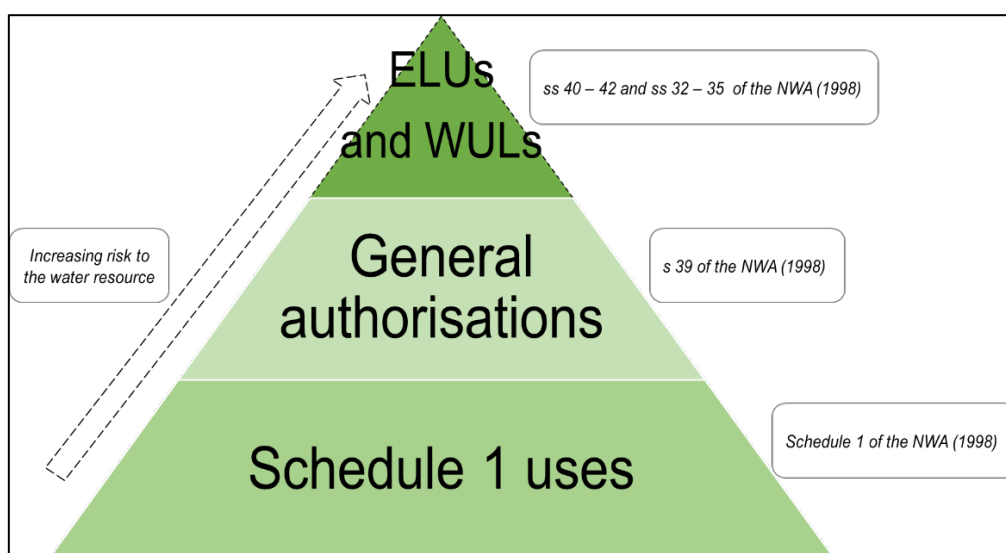 ELUs
and WULs
ss 40 – 42 and ss 32 – 35 of the NWA (1998)
Increasing risk to
the water resource
General
authorisations
s 39 of the NWA (1998)
Schedule 1 uses
Schedule 1 of the NWA (1998)